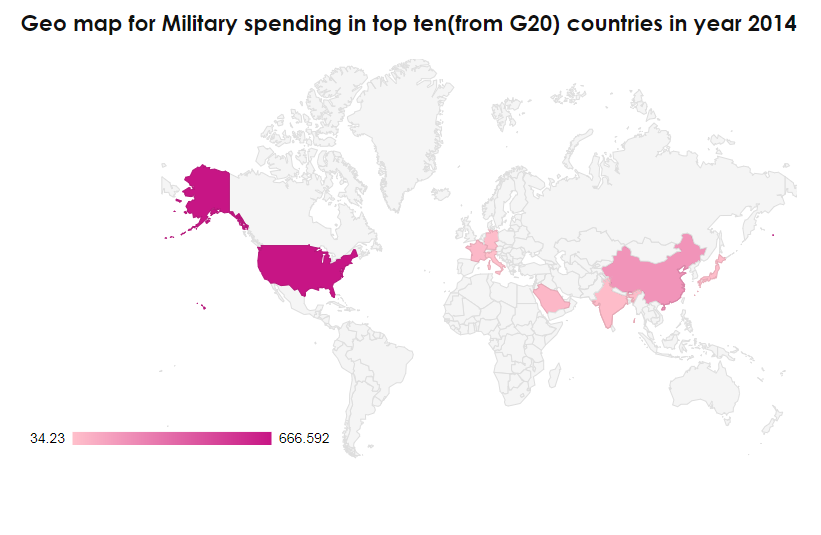 Geo map for Military spending in top ten(from G20) countries in year 2014
34.23
666.592